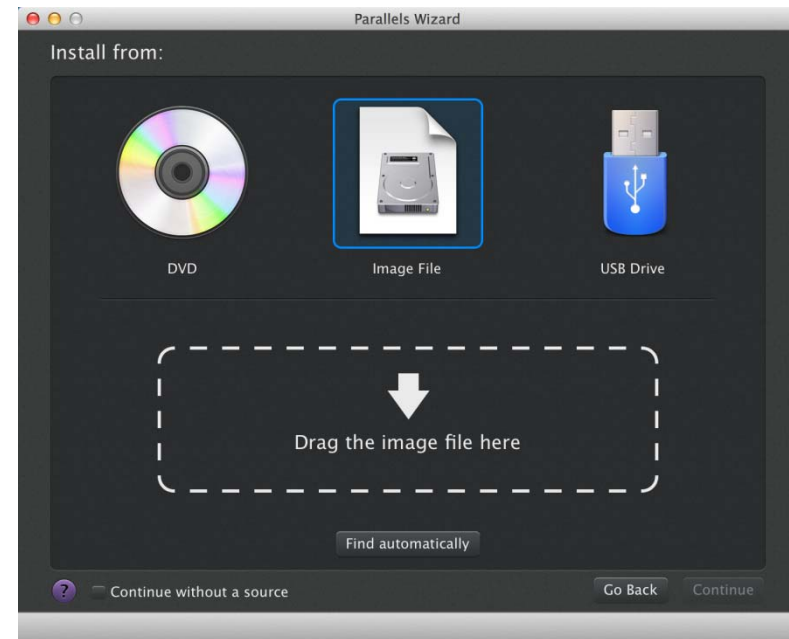 Parallels Wizard
Install from:
DVD
Image File
USB Drive
Drag the image file here
Find automatically
?
Continue without a source
Go Back
Continue